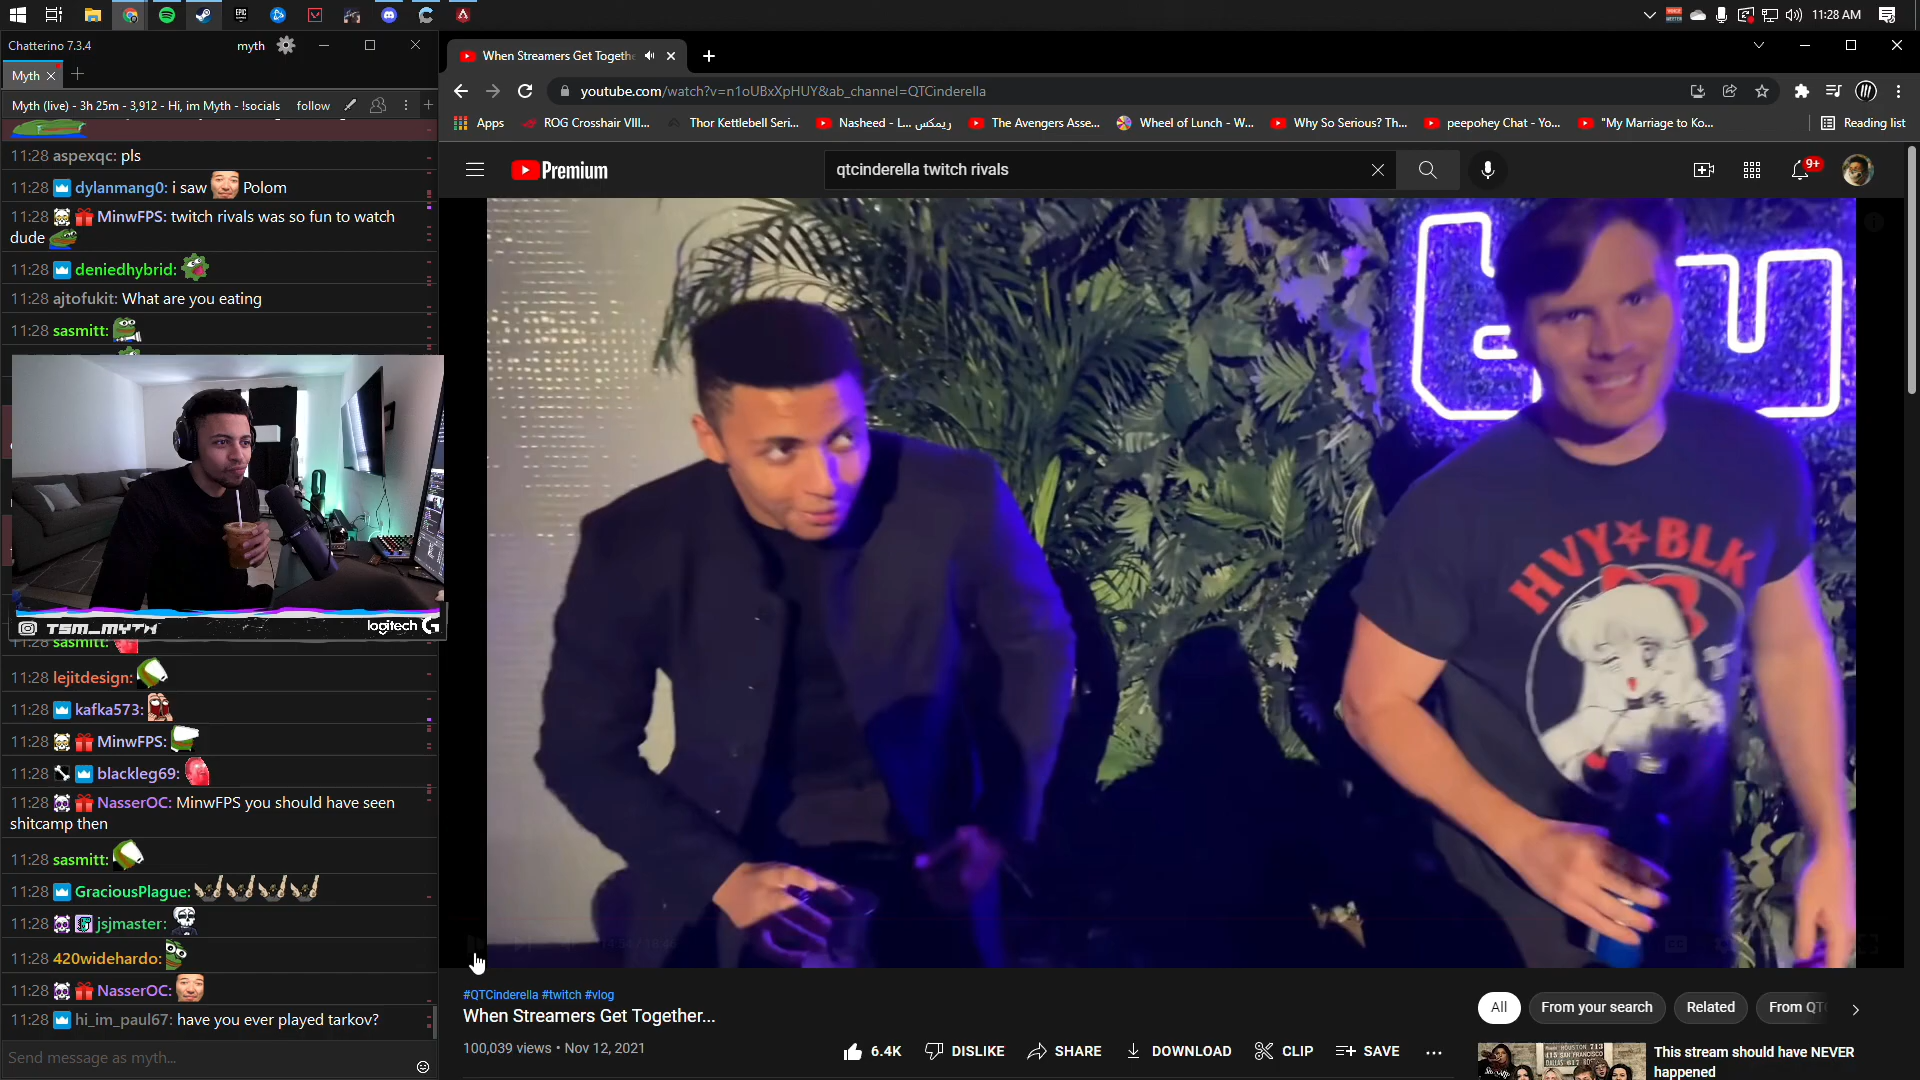 11:28 AM
Chatterino 7.3.4
myth
Myth
Myth (live) - 3h 25m - 3,912 - Hi, im Myth - !socials
follow
11:28 aspexqc: pls
11:28 dylanmang0: i saw Polom
11:28 MinwFPS: twitch rivals was so fun to watch
dude
11:28 deniedhybrid:
11:28 ajtofukit: What are you eating
11:28 sasmitt:
TSM_MYTH
logitech G
11:28 sasmitt:
11:28 lejitdesign:
11:28 kafka573:
11:28 MinwFPS:
11:28 blackleg69:
11:28 NasserOC: MinwFPS you should have seen
shitcamp then
11:28 sasmitt:
11:28 GraciousPlague:
11:28 jsjmaster:
11:28 420widehardo:
11:28 NasserOC:
11:28 hi_im_paul67: have you ever played tarkov?
Send message as myth...
When Streamers Get Togethe
youtube.com/watch?v=n1oUBxXpHUY&ab_channel=QTCinderella
Apps
ROG Crosshair VIII...
Thor Kettlebell Seri...
Nasheed - L... ريمكس
The Avengers Asse...
Wheel of Lunch - W...
Why So Serious? Th...
peepohey Chat - Yo...
"My Marriage to Ko...
Reading list
Premium
qtcinderella twitch rivals
9+
HVY★BLK
#QTCinderella #twitch #vlog
When Streamers Get Together...
100,039 views • Nov 12, 2021
6.4K
DISLIKE
SHARE
DOWNLOAD
CLIP
SAVE
All
From your search
Related
From QT
This stream should have NEVER
happened